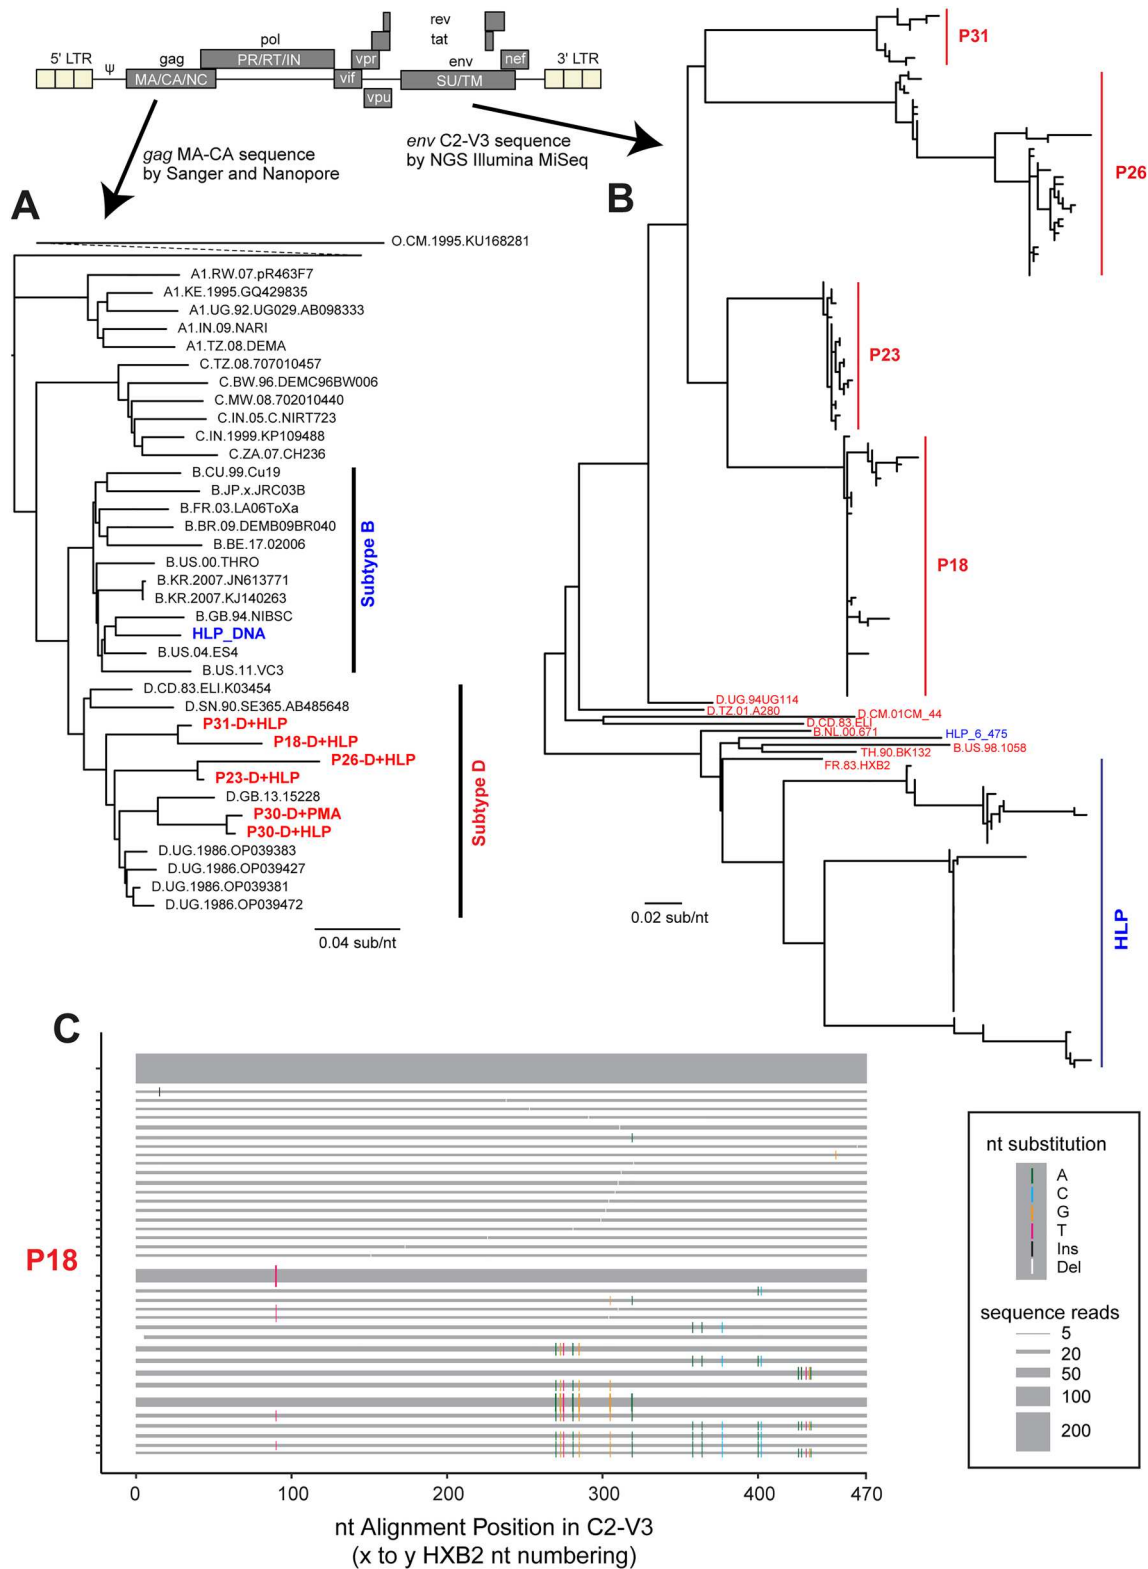 rev
tat
pol
gag
env
5' LTR
ψ
MA/CA/NC
PR/RT/IN
vif
vpr
vpu
SU/TM
nef
3' LTR
gag MA-CA sequence
by Sanger and Nanopore
env C2-V3 sequence
by NGS Illumina MiSeq
A
O.CM.1995.KU168281
A1.RW.07.pR463F7
A1.KE.1995.GQ429835
A1.UG.92.UG029.AB098333
A1.IN.09.NARI
A1.TZ.08.DEMA
C.TZ.08.707010457
C.BW.96.DEMC96BW006
C.MW.08.702010440
C.IN.05.C.NIRT723
C.IN.1999.KP109488
C.ZA.07.CH236
B.CU.99.Cu19
B.JP.x.JRC03B
B.FR.03.LA06ToXa
B.BR.09.DEMB09BR040
B.BE.17.02006
B.US.00.THRO
B.KR.2007.JN613771
B.KR.2007.KJ140263
B.GB.94.NIBSC
HLP_DNA
B.US.04.ES4
B.US.11.VC3
D.CD.83.ELI.K03454
D.SN.90.SE365.AB485648
P31-D+HLP
P18-D+HLP
P26-D+HLP
P23-D+HLP
D.GB.13.15228
P30-D+PMA
P30-D+HLP
D.UG.1986.OP039383
D.UG.1986.OP039427
D.UG.1986.OP039381
D.UG.1986.OP039472
Subtype B
Subtype D
0.04 sub/nt
B
P31
P26
P23
P18
D.UG.94UG114
D.TZ.01.A280
D.CM.01CM_44
D.CD.83.ELI
B.NL.00.671
HLP_6_475
B.US.98.1058
TH.90.BK132
FR.83.HXB2
HLP
0.02 sub/nt
C
P18
0
100
200
300
400
470
nt Alignment Position in C2-V3
(x to y HXB2 nt numbering)
nt substitution
A
C
G
T
Ins
Del
sequence reads
5
20
50
100
200